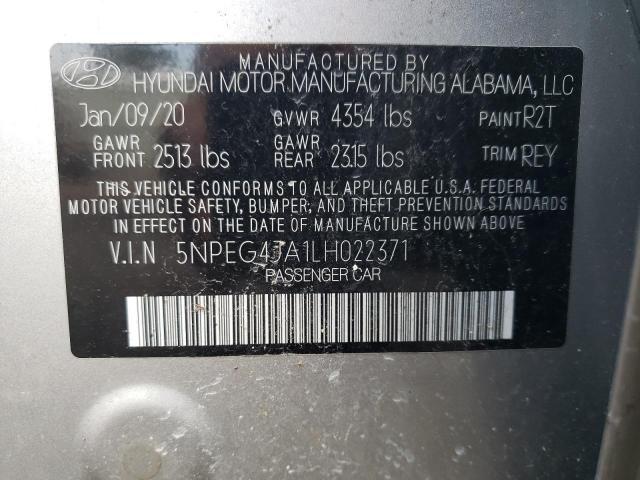 MANUFACTURED BY
HYUNDAI MOTOR MANUFACTURING ALABAMA, LLC
Jan/09/20 GVWR 4354 lbs PAINT R2T
GAWR FRONT 2513 lbs GAWR REAR 2315 lbs TRIM REY
THIS VEHICLE CONFORMS TO ALL APPLICABLE U.S.A. FEDERAL
MOTOR VEHICLE SAFETY, BUMPER, AND THEFT PREVENTION STANDARDS
IN EFFECT ON THE DATE OF MANUFACTURE SHOWN ABOVE.
V.I.N 5NPEG4JA1LH022371
PASSENGER CAR